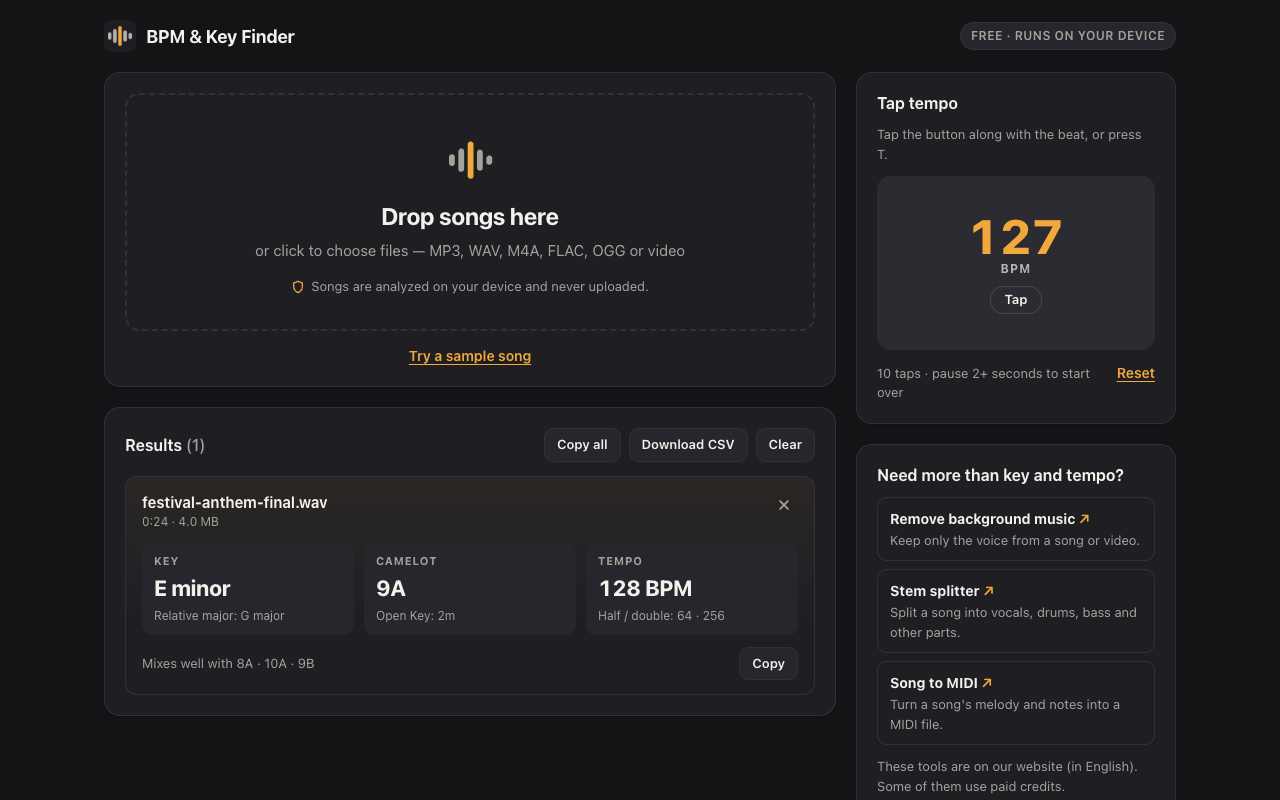 BPM & Key Finder
FREE · RUNS ON YOUR DEVICE
Drop songs here
or click to choose files — MP3, WAV, M4A, FLAC, OGG or video
Songs are analyzed on your device and never uploaded.
Try a sample song
Results (1)
Copy all
Download CSV
Clear
festival-anthem-final.wav
0:24 · 4.0 MB
KEY
E minor
Relative major: G major
CAMELOT
9A
Open Key: 2m
TEMPO
128 BPM
Half / double: 64 · 256
Mixes well with 8A · 10A · 9B
Copy
Tap tempo
Tap the button along with the beat, or press
T.
127
BPM
Tap
10 taps · pause 2+ seconds to start
over
Reset
Need more than key and tempo?
Remove background music
Keep only the voice from a song or video.
Stem splitter
Split a song into vocals, drums, bass and
other parts.
Song to MIDI
Turn a song's melody and notes into a
MIDI file.
These tools are on our website (in English).
Some of them use paid credits.